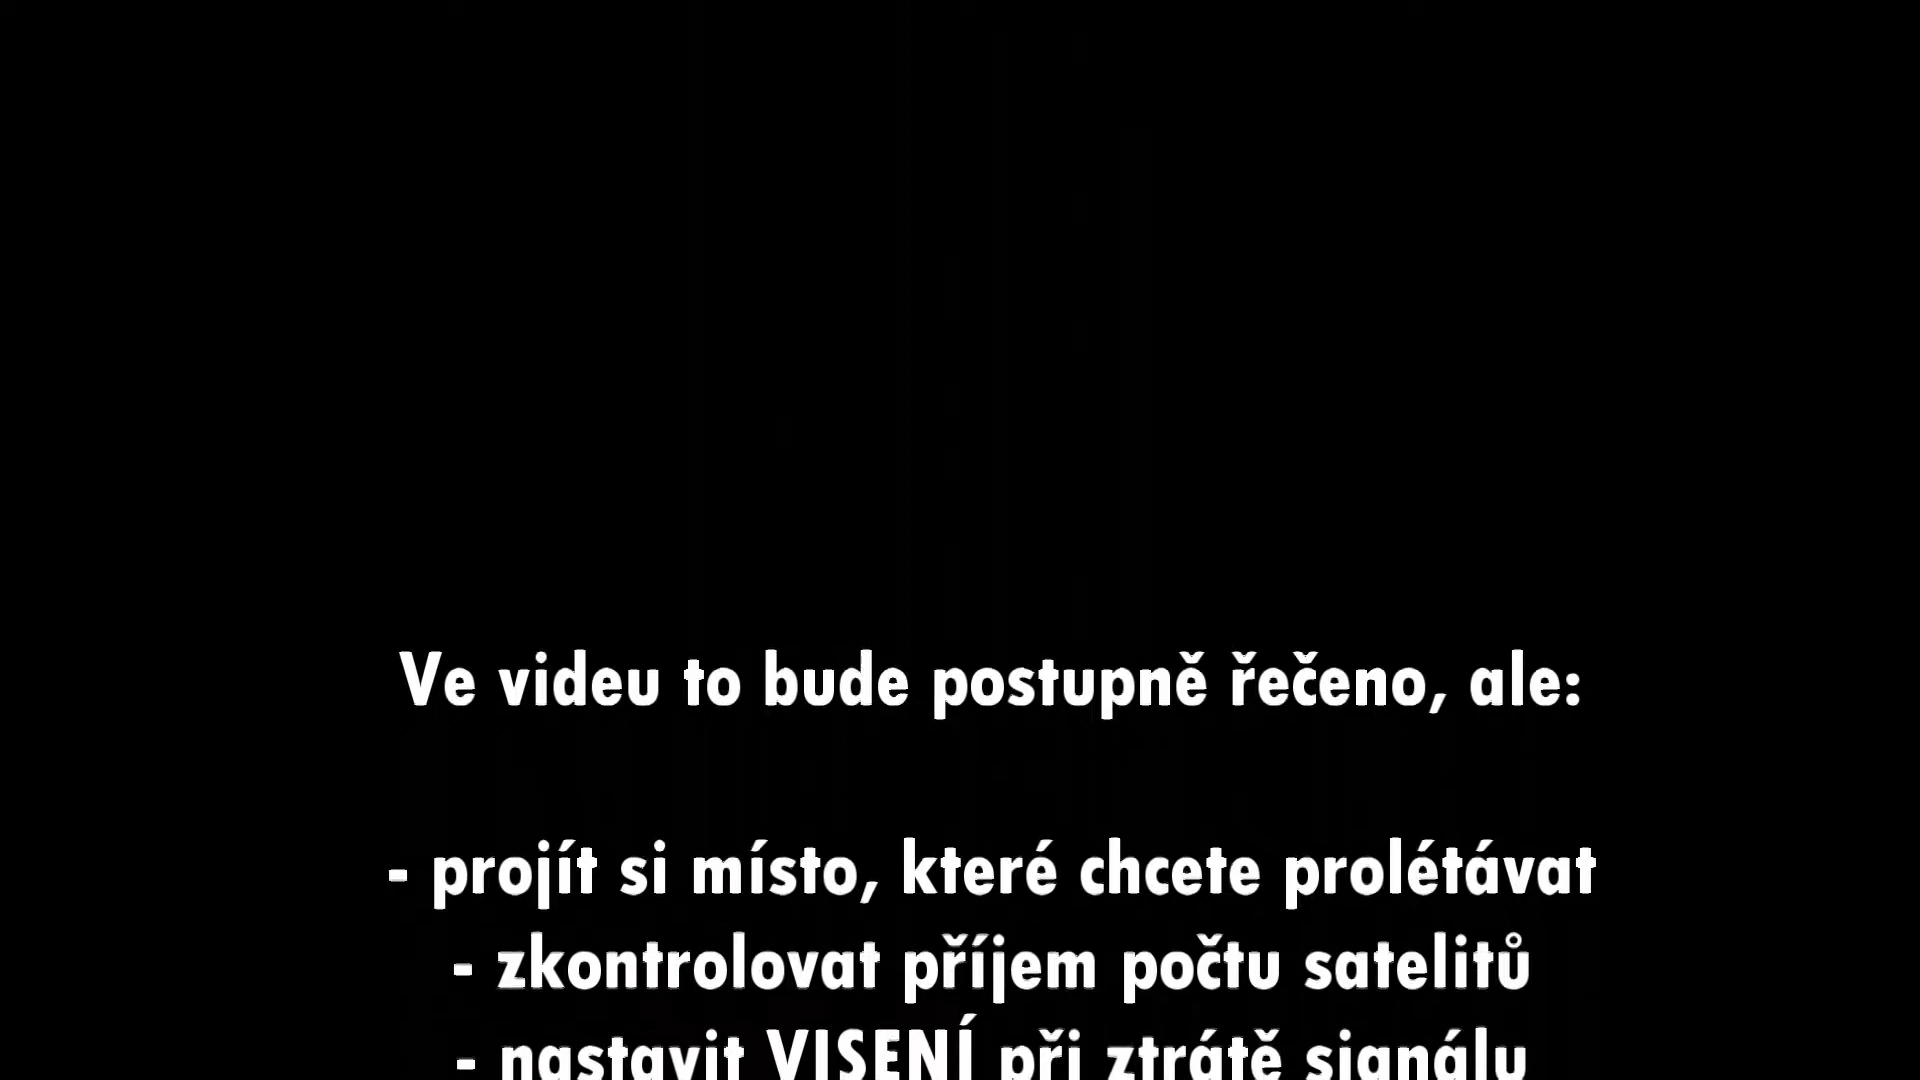 Ve videu to bude postupně řečeno, ale:
- projít si místo, které chcete prolétávat
- zkontrolovat příjem počtu satelitů
- nastavit VISENÍ při ztrátě signálu